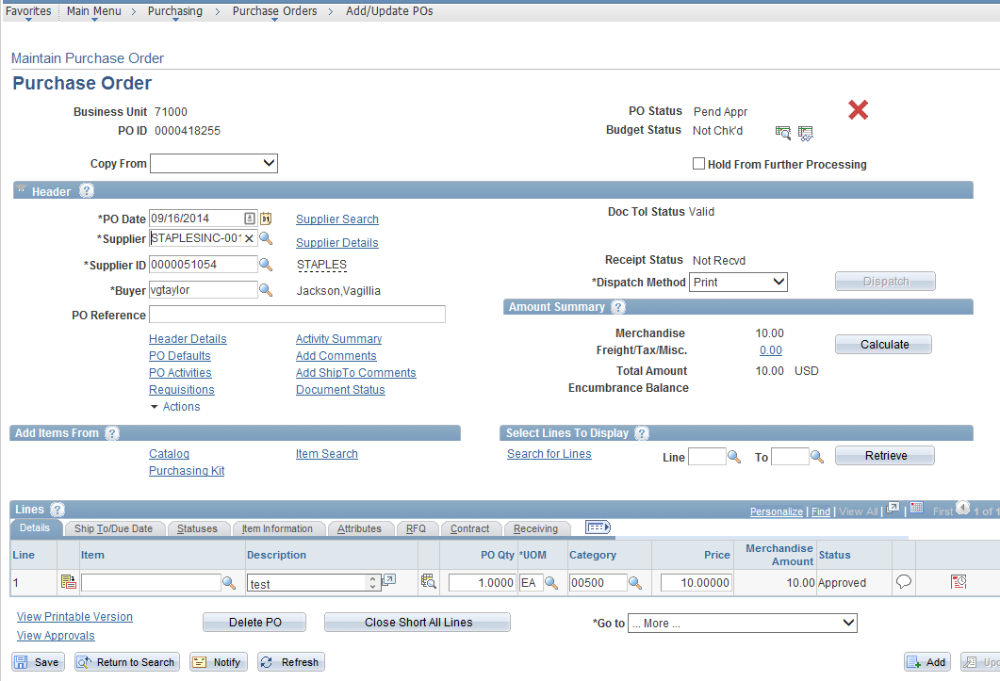 Favorites Main Menu > Purchasing > Purchase Orders > Add/Update POs
Maintain Purchase Order
Purchase Order
Business Unit 71000
PO ID 0000418255
PO Status Pend Appr
Budget Status Not Chk'd
Copy From
Hold From Further Processing
Header ?
*PO Date 09/16/2014 31
Doc Tol Status Valid
Supplier Search
*Supplier STAPLESINC-001
Supplier Details
*Supplier ID 0000051054 STAPLES
Receipt Status Not Recvd
*Dispatch Method Print Dispatch
*Buyer vgtaylor Jackson,Vagillia
PO Reference
Amount Summary ?
Merchandise 10.00
Freight/Tax/Misc. 0.00
Calculate
Total Amount 10.00 USD
Encumbrance Balance
Header Details Activity Summary
PO Defaults Add Comments
PO Activities Add ShipTo Comments
Requisitions Document Status
Actions
Add Items From ?
Catalog Item Search
Purchasing Kit
Select Lines To Display ?
Search for Lines Line To Retrieve
Lines ?
Personalize | Find | View All | | First 1 of 1
Details Ship To/Due Date Statuses Item Information Attributes RFQ Contract Receiving
Line Item Description PO Qty *UOM Category Price Merchandise Amount Status
1 test 1.0000 EA 00500 10.00000 10.00 Approved
View Printable Version
View Approvals
Delete PO Close Short All Lines *Go to ... More ...
Save Return to Search Notify Refresh Add